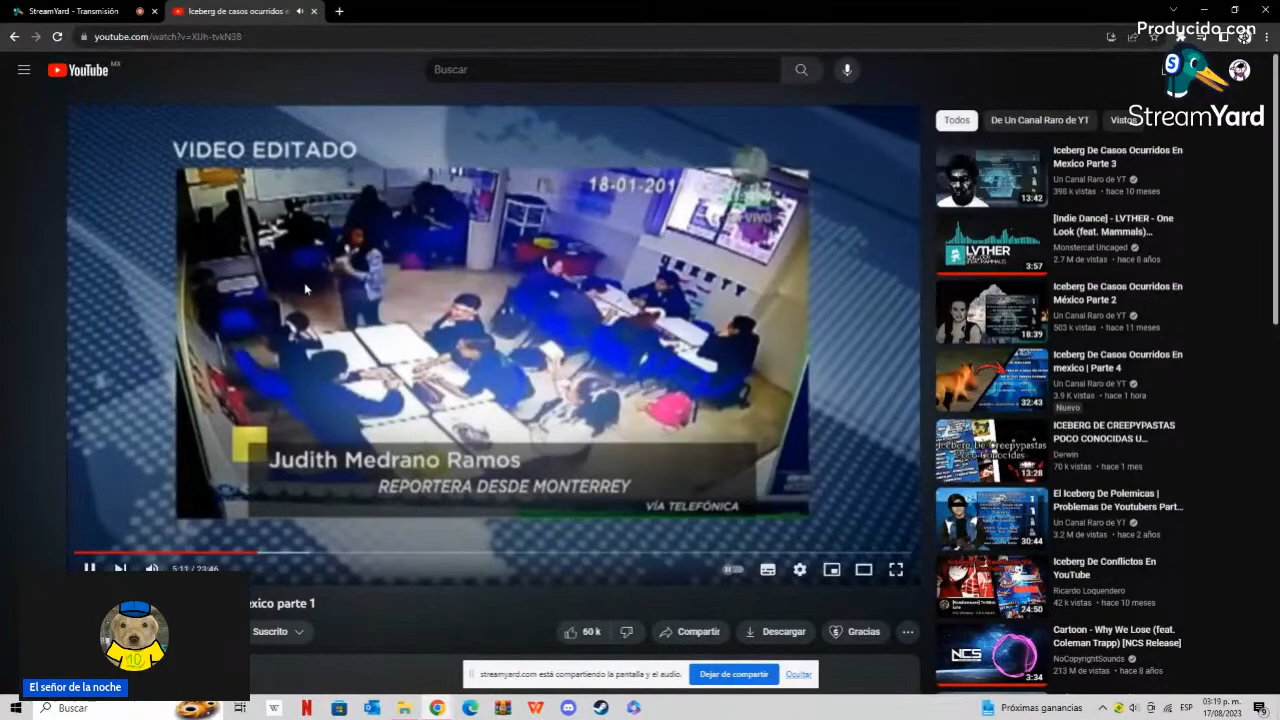 StreamYard - Transmisión
Iceberg de casos ocurridos e
youtube.com/watch?v=XlJh-tvkN38
Producido con
StreamYard
YouTube MX
Buscar
VIDEO EDITADO
18-01-201
Medrano Ramos
REPORTERA DESDE MONTERREY
VÍA TELEFÓNICA
5:11 / 23:46
exico parte 1
Suscrito
60 k
Compartir
Descargar
Gracias
El señor de la noche
streamyard.com está compartiendo la pantalla y el audio.
Dejar de compartir
Ocultar
Todos
De Un Canal Raro de YT
Vistos
Iceberg De Casos Ocurridos En
Mexico Parte 3
Un Canal Raro de YT
398 k vistas • hace 10 meses
13:42
[Indie Dance] - LVTHER - One
Look (feat. Mammals)...
Monstercat Uncaged
2.7 M de vistas • hace 8 años
LVTHER
3:57
Iceberg De Casos Ocurridos En
México Parte 2
Un Canal Raro de YT
503 k vistas • hace 11 meses
18:39
Iceberg De Casos Ocurridos En
mexico | Parte 4
Un Canal Raro de YT
3.9 K vistas • hace 1 hora
Nuevo
32:43
ICEBERG DE CREEPYPASTAS
POCO CONOCIDAS U...
Derwin
70 k vistas • hace 1 mes
Iceberg De Creepypastas
Poco Conocidas
13:28
El Iceberg De Polemicas |
Problemas De Youtubers Part...
Un Canal Raro de YT
3.2 M de vistas • hace 2 años
30:44
Iceberg De Conflictos En
YouTube
Ricardo Loquendero
42 k vistas • hace 10 meses
24:50
Cartoon - Why We Lose (feat.
Coleman Trapp) [NCS Release]
NoCopyrightSounds
213 M de vistas • hace 8 años
NCS
3:34
Buscar
Próximas ganancias
ESP
03:19 p. m.
17/08/2023